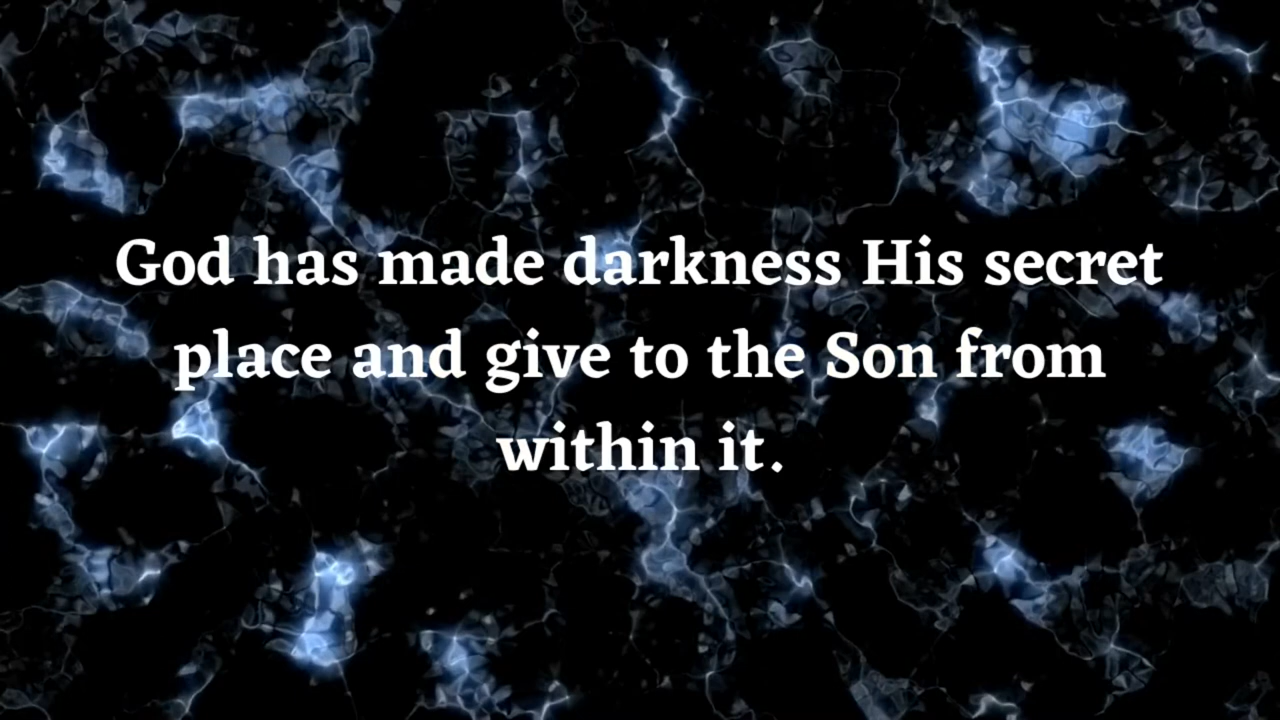 God has made darkness His secret
place and give to the Son from
within it.